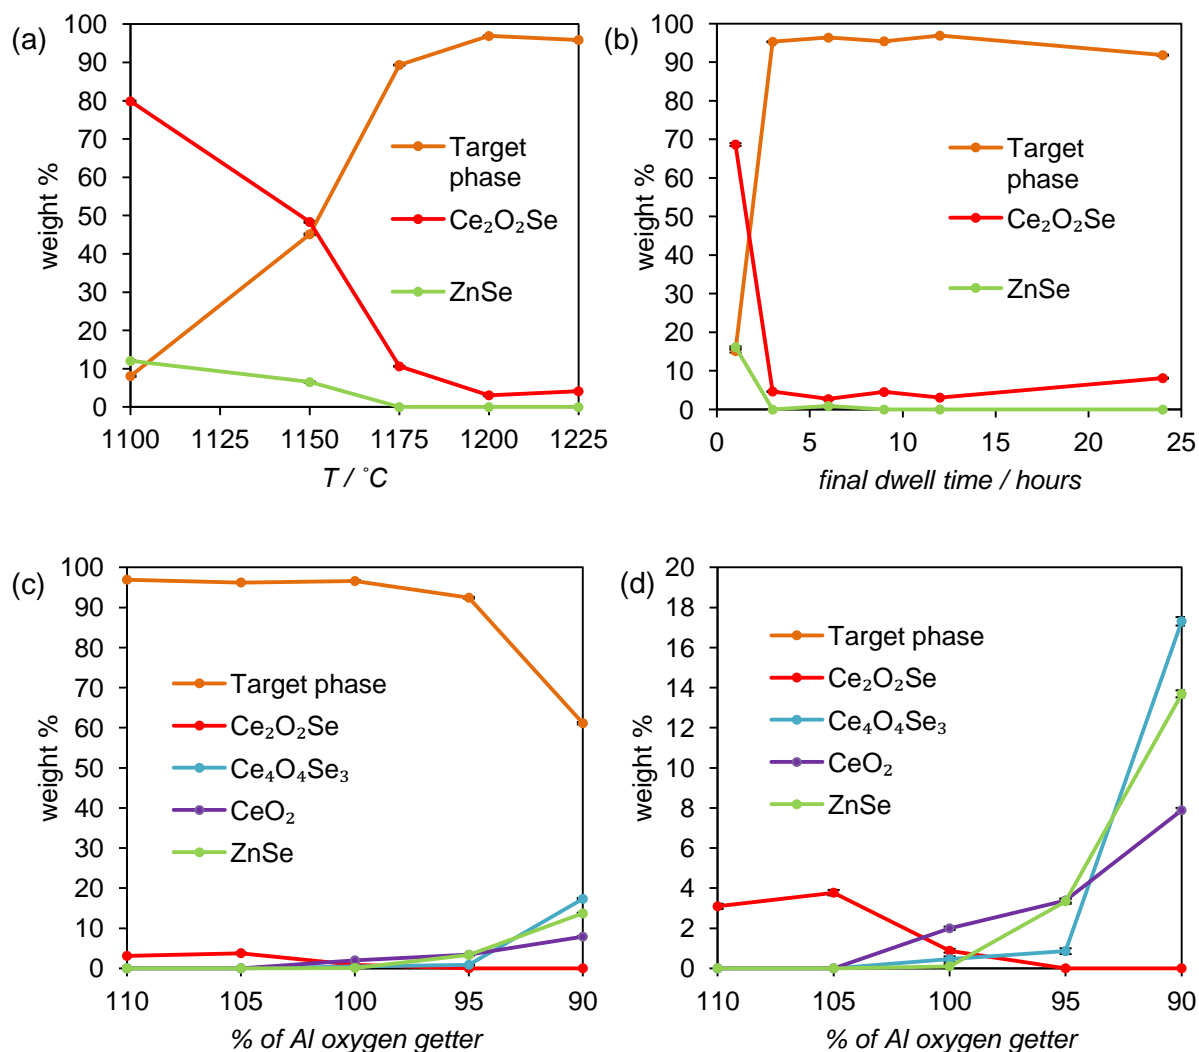 (a)
100
90
80
70
60
50
40
30
20
10
0
weight %
Target
phase
Ce₂O₂Se
ZnSe
1100 1125 1150 1175 1200 1225
T / ˚C
(b)
100
90
80
70
60
50
40
30
20
10
0
weight %
Target
phase
Ce₂O₂Se
ZnSe
0 5 10 15 20 25
final dwell time / hours
(c)
100
90
80
70
60
50
40
30
20
10
0
weight %
Target phase
Ce₂O₂Se
Ce₄O₄Se₃
CeO₂
ZnSe
110 105 100 95 90
% of Al oxygen getter
(d)
20
18
16
14
12
10
8
6
4
2
0
weight %
Target phase
Ce₂O₂Se
Ce₄O₄Se₃
CeO₂
ZnSe
110 105 100 95 90
% of Al oxygen getter